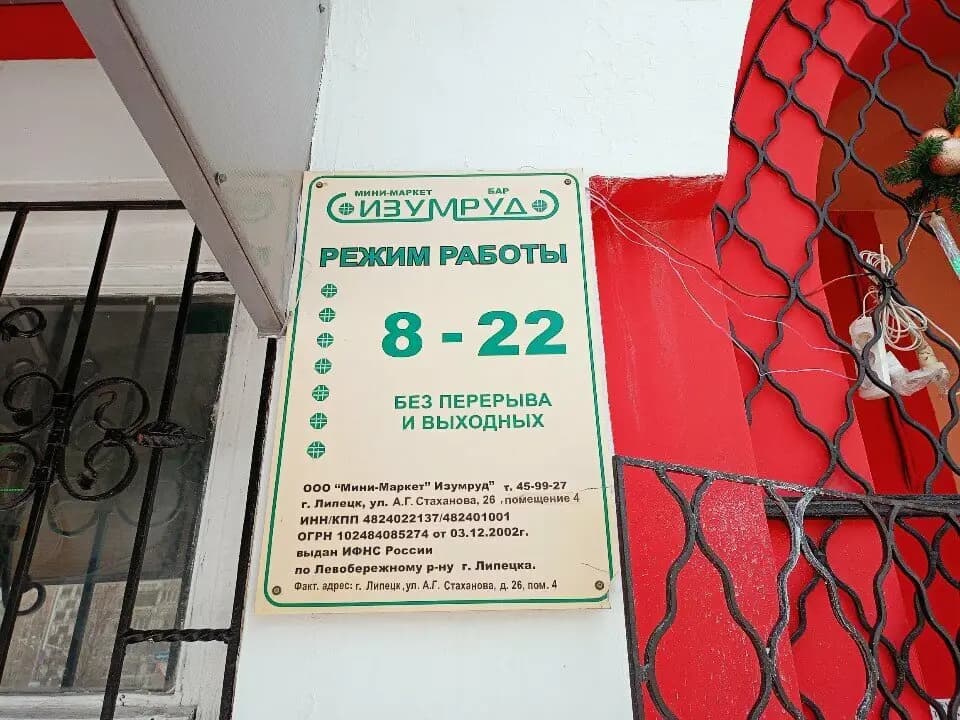 МИНИ-МАРКЕТ БАР
ИЗУМРУД
РЕЖИМ РАБОТЫ
8 - 22
БЕЗ ПЕРЕРЫВА
И ВЫХОДНЫХ
ООО "Мини-Маркет" Изумруд" т. 45-99-27
г. Липецк, ул. А.Г. Стаханова, 26 , помещение 4
ИНН/КПП 4824022137/482401001
ОГРН 102484085274 от 03.12.2002г.
выдан ИФНС России
по Левобережному р-ну г. Липецка.
Факт. адрес: г. Липецк, ул. А.Г. Стаханова, д. 26, пом. 4